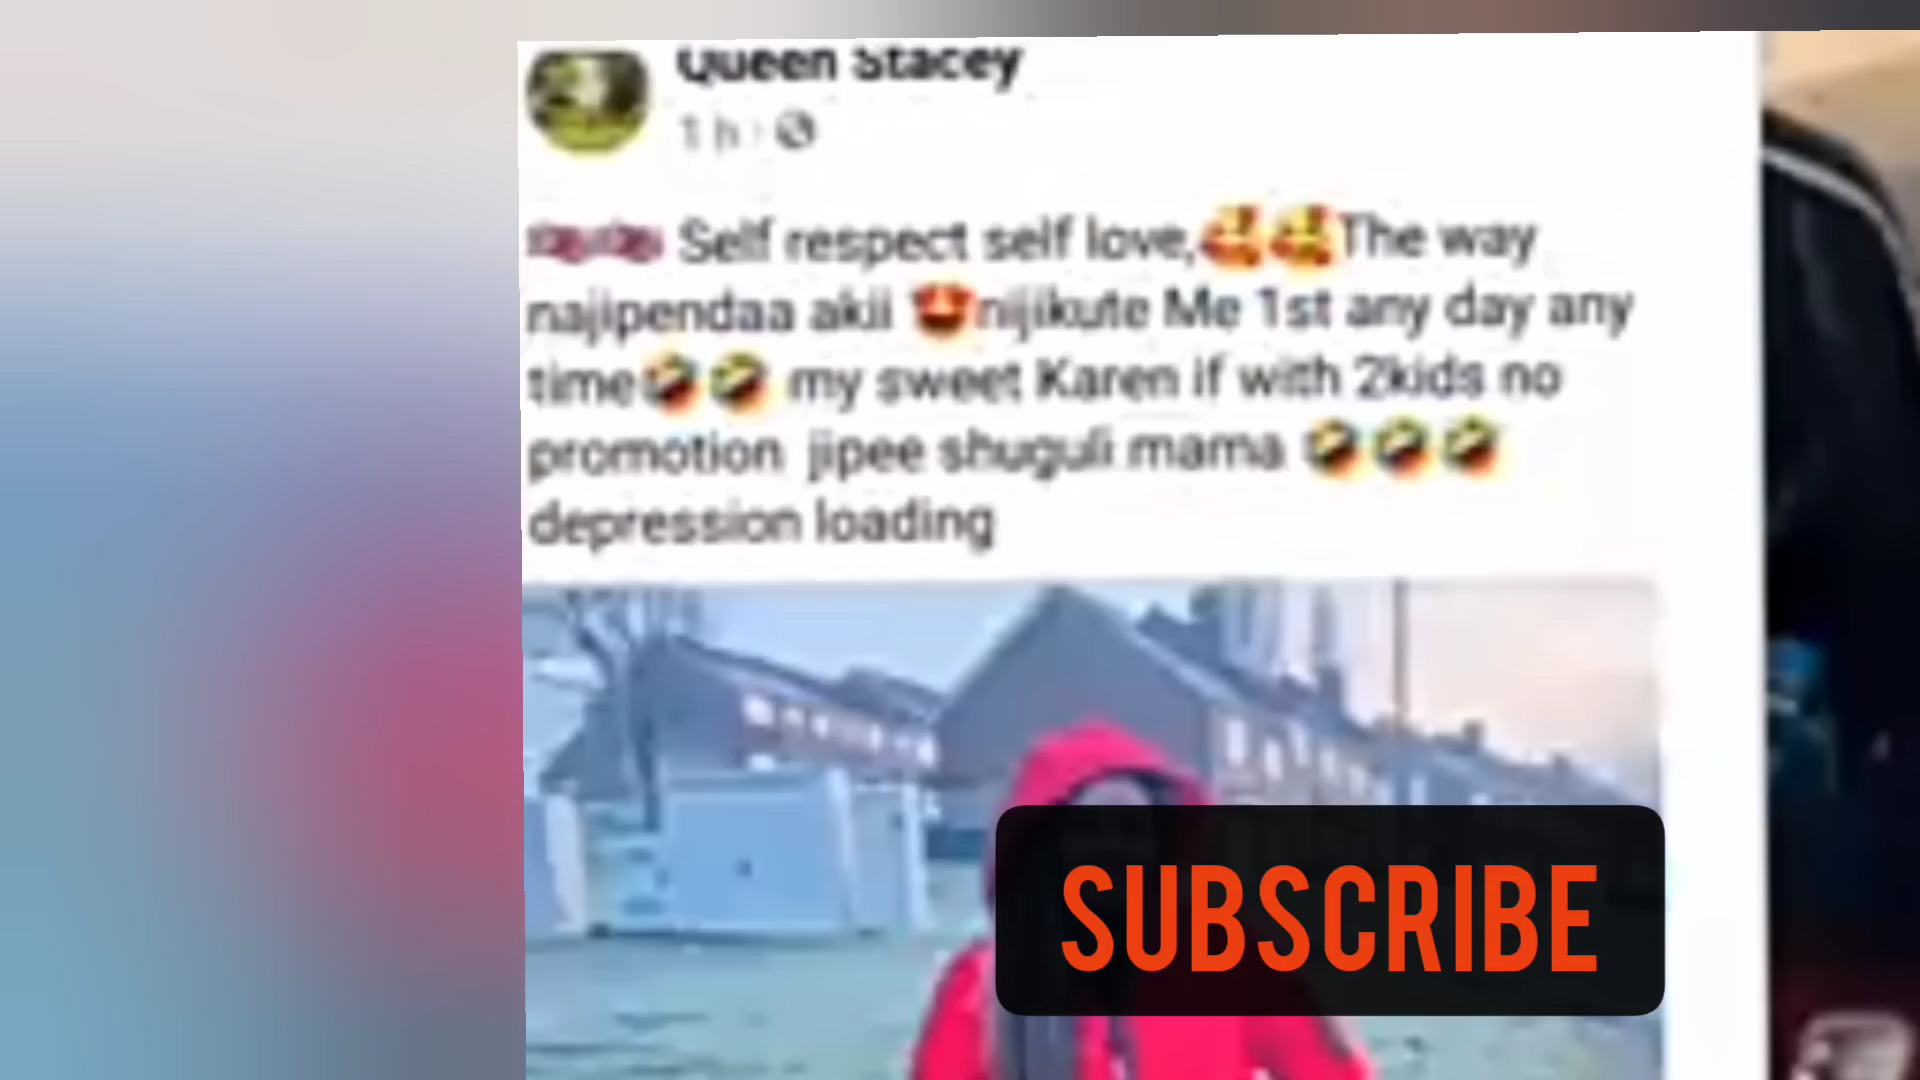 Queen Stacey
1 h
Self respect self love,🥰🥰The way
najipendaa akii 🤩nijikute Me 1st any day any
time🤣🤣 my sweet Karen if with 2kids no
promotion jipee shuguli mama 🤣🤣🤣
depression loading
SUBSCRIBE